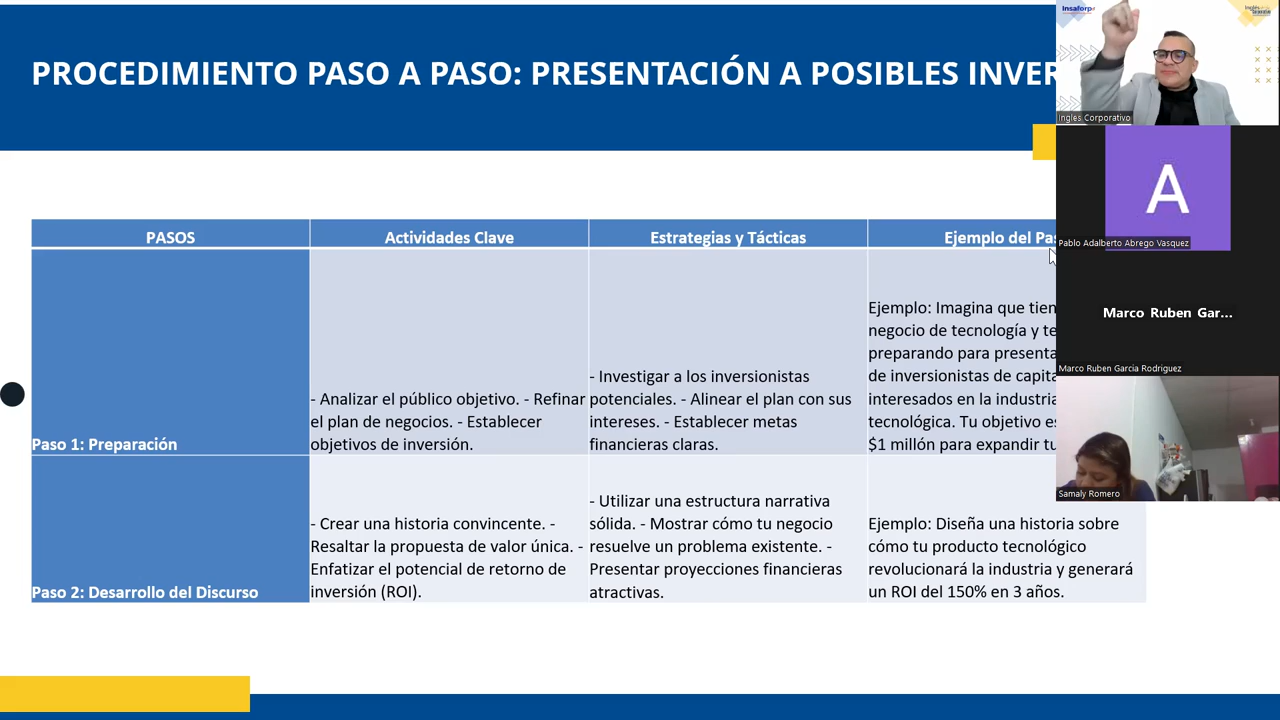 PROCEDIMIENTO PASO A PASO: PRESENTACIÓN A POSIBLES INVER
PASOS
Actividades Clave
Estrategias y Tácticas
Ejemplo del Pas
Paso 1: Preparación
- Analizar el público objetivo. - Refinar
el plan de negocios. - Establecer
objetivos de inversión.
- Investigar a los inversionistas
potenciales. - Alinear el plan con sus
intereses. - Establecer metas
financieras claras.
Ejemplo: Imagina que tien
negocio de tecnología y te
preparando para presenta
de inversionistas de capita
interesados en la industria
tecnológica. Tu objetivo es
$1 millón para expandir tu
Paso 2: Desarrollo del Discurso
- Crear una historia convincente. -
Resaltar la propuesta de valor única. -
Enfatizar el potencial de retorno de
inversión (ROI).
- Utilizar una estructura narrativa
sólida. - Mostrar cómo tu negocio
resuelve un problema existente. -
Presentar proyecciones financieras
atractivas.
Ejemplo: Diseña una historia sobre
cómo tu producto tecnológico
revolucionará la industria y generará
un ROI del 150% en 3 años.
Insaforp
Ingles Corporativo
A
Pablo Adalberto Abrego Vasquez
Marco Ruben Gar...
Marco Ruben Garcia Rodriguez
Samaly Romero